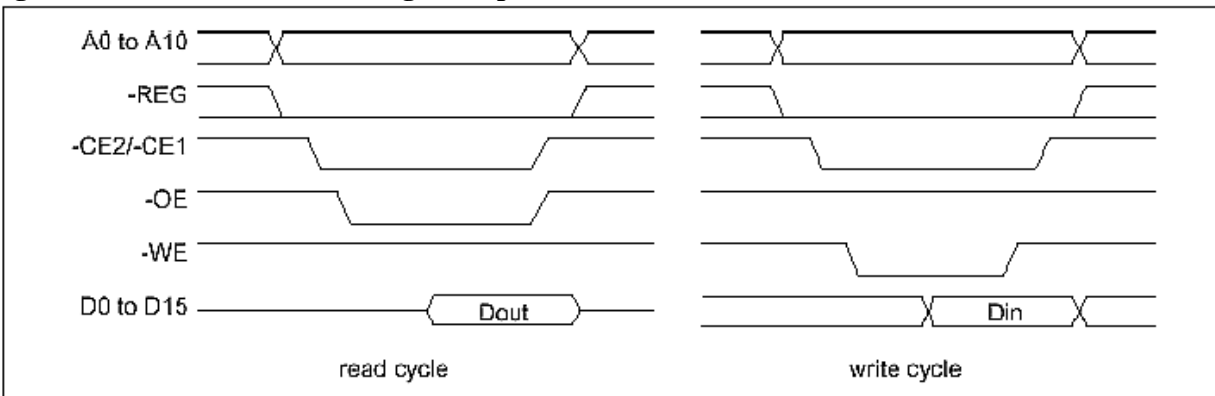 A0 to A10
-REG
-CE2/-CE1
-OE
-WE
D0 to D15
Dout
Din
read cycle
write cycle